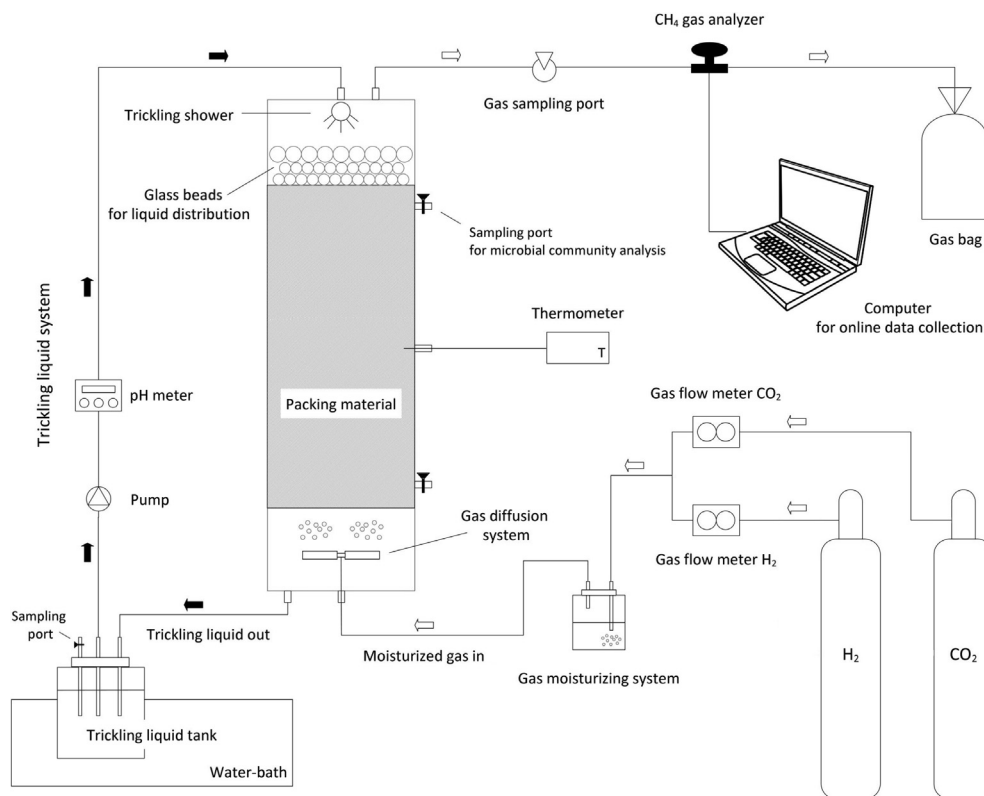 CH₄ gas analyzer
Trickling shower
Gas sampling port
Glass beads
for liquid distribution
Sampling port
for microbial community analysis
Gas bag
Computer
for online data collection
Trickling liquid system
Thermometer
T
pH meter
Packing material
Gas flow meter CO₂
Pump
Gas diffusion
system
Gas flow meter H₂
Sampling
port
Trickling liquid out
Moisturized gas in
Gas moisturizing system
H₂
CO₂
Trickling liquid tank
Water-bath